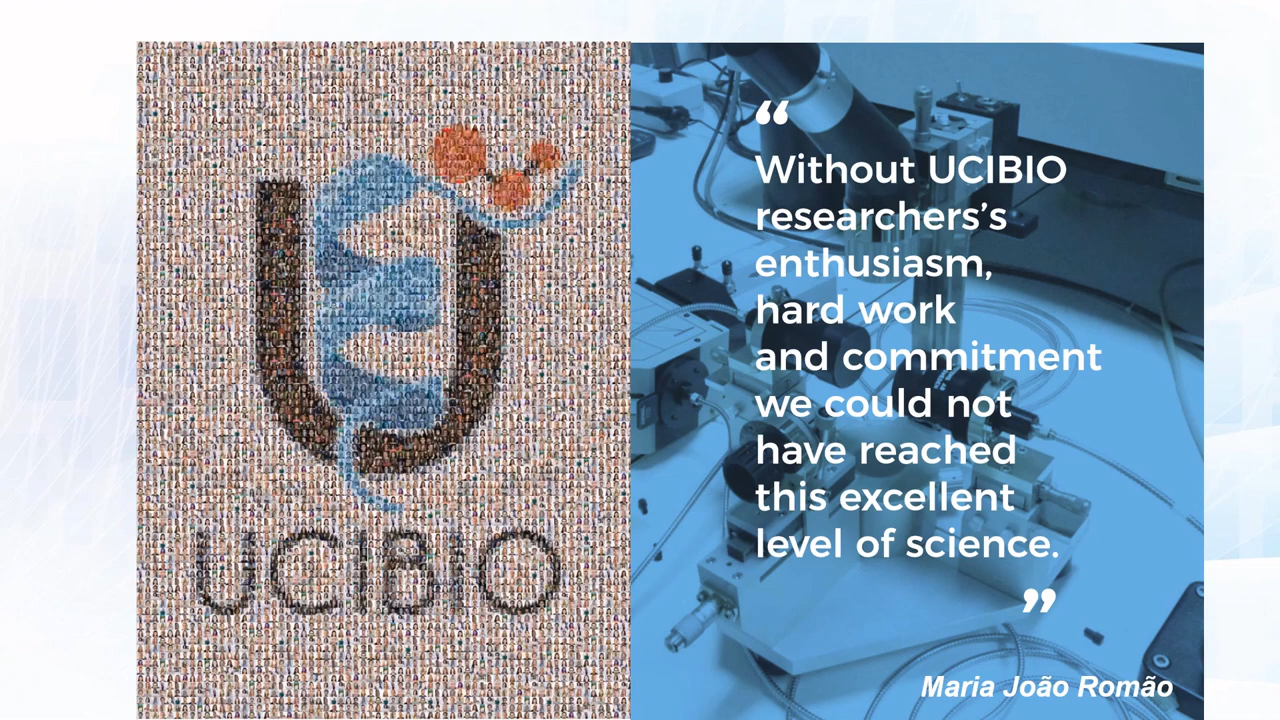 UCIBIO
“
Without UCIBIO
researchers’s
enthusiasm,
hard work
and commitment
we could not
have reached
this excellent
level of science.
”
Maria João Romão